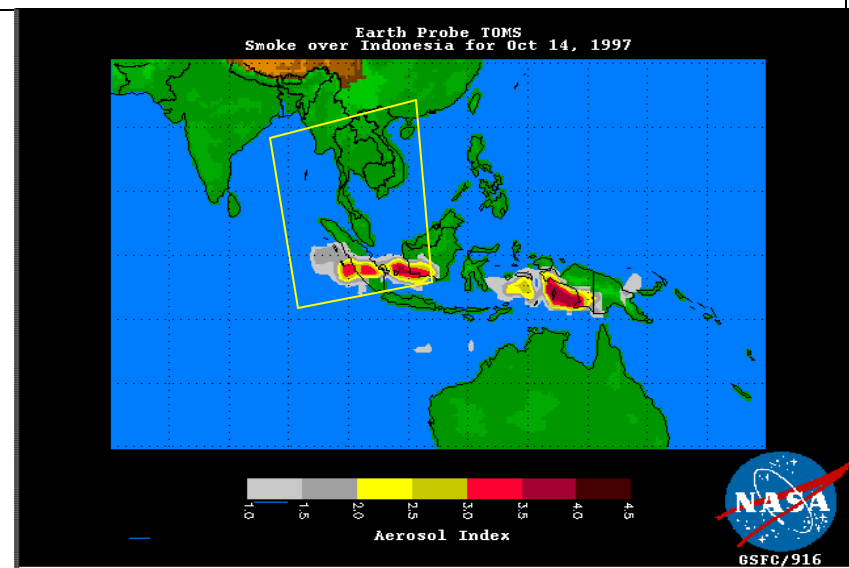 Earth Probe TOMS
Smoke over Indonesia for Oct 14, 1997
1.0 1.5 2.0 2.5 3.0 3.5 4.0 4.5
Aerosol Index
NASA
GSFC/916